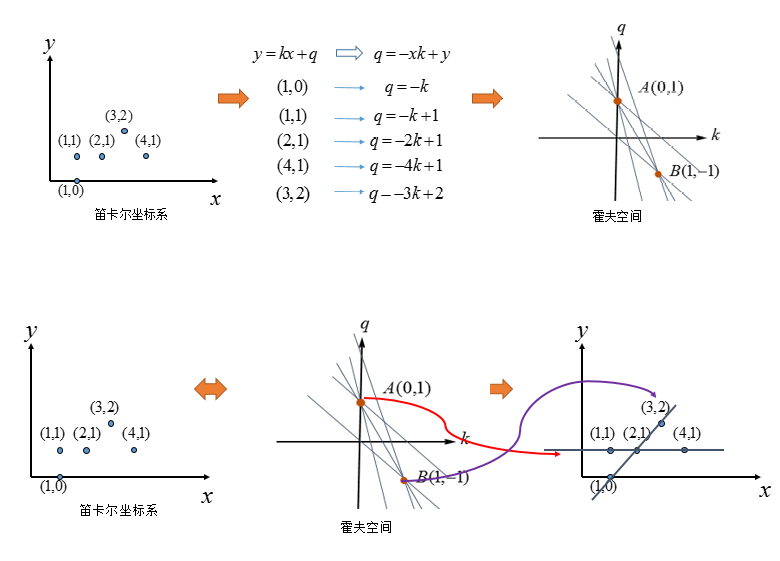 y
(3,2)
(1,1) (2,1) (4,1)
(1,0)
x
笛卡尔坐标系
y=kx+q q=−xk+y
(1,0) q=−k
(1,1) q=−k+1
(2,1) q=−2k+1
(4,1) q=−4k+1
(3,2) q−−3k+2
q
A(0,1)
k
B(1,−1)
霍夫空间
y
(3,2)
(1,1) (2,1) (4,1)
(1,0)
x
笛卡尔坐标系
q
A(0,1)
k
B(1,−1)
霍夫空间
y
(3,2)
(1,1) (2,1) (4,1)
(1,0)
x